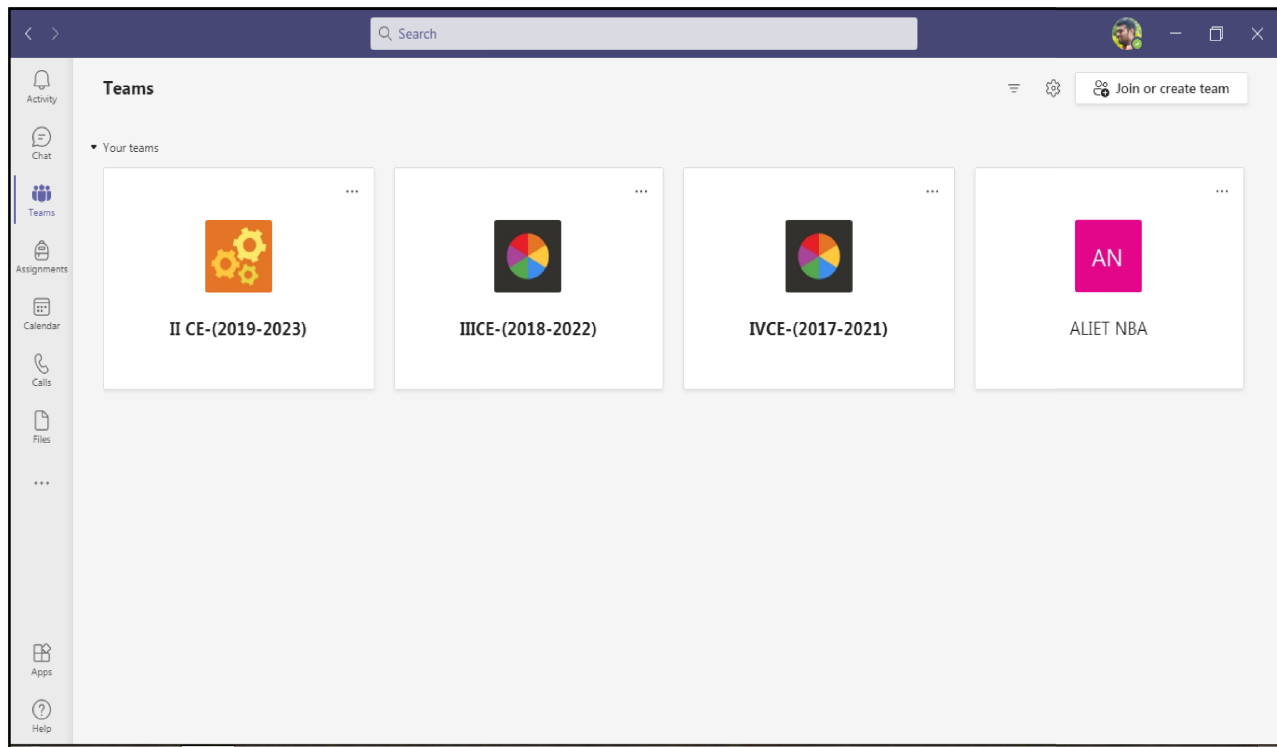 Search
Activity
Chat
Teams
Assignments
Calendar
Calls
Files
Apps
Help
Teams
Join or create team
Your teams
II CE-(2019-2023)
IIICE-(2018-2022)
IVCE-(2017-2021)
AN
ALIET NBA